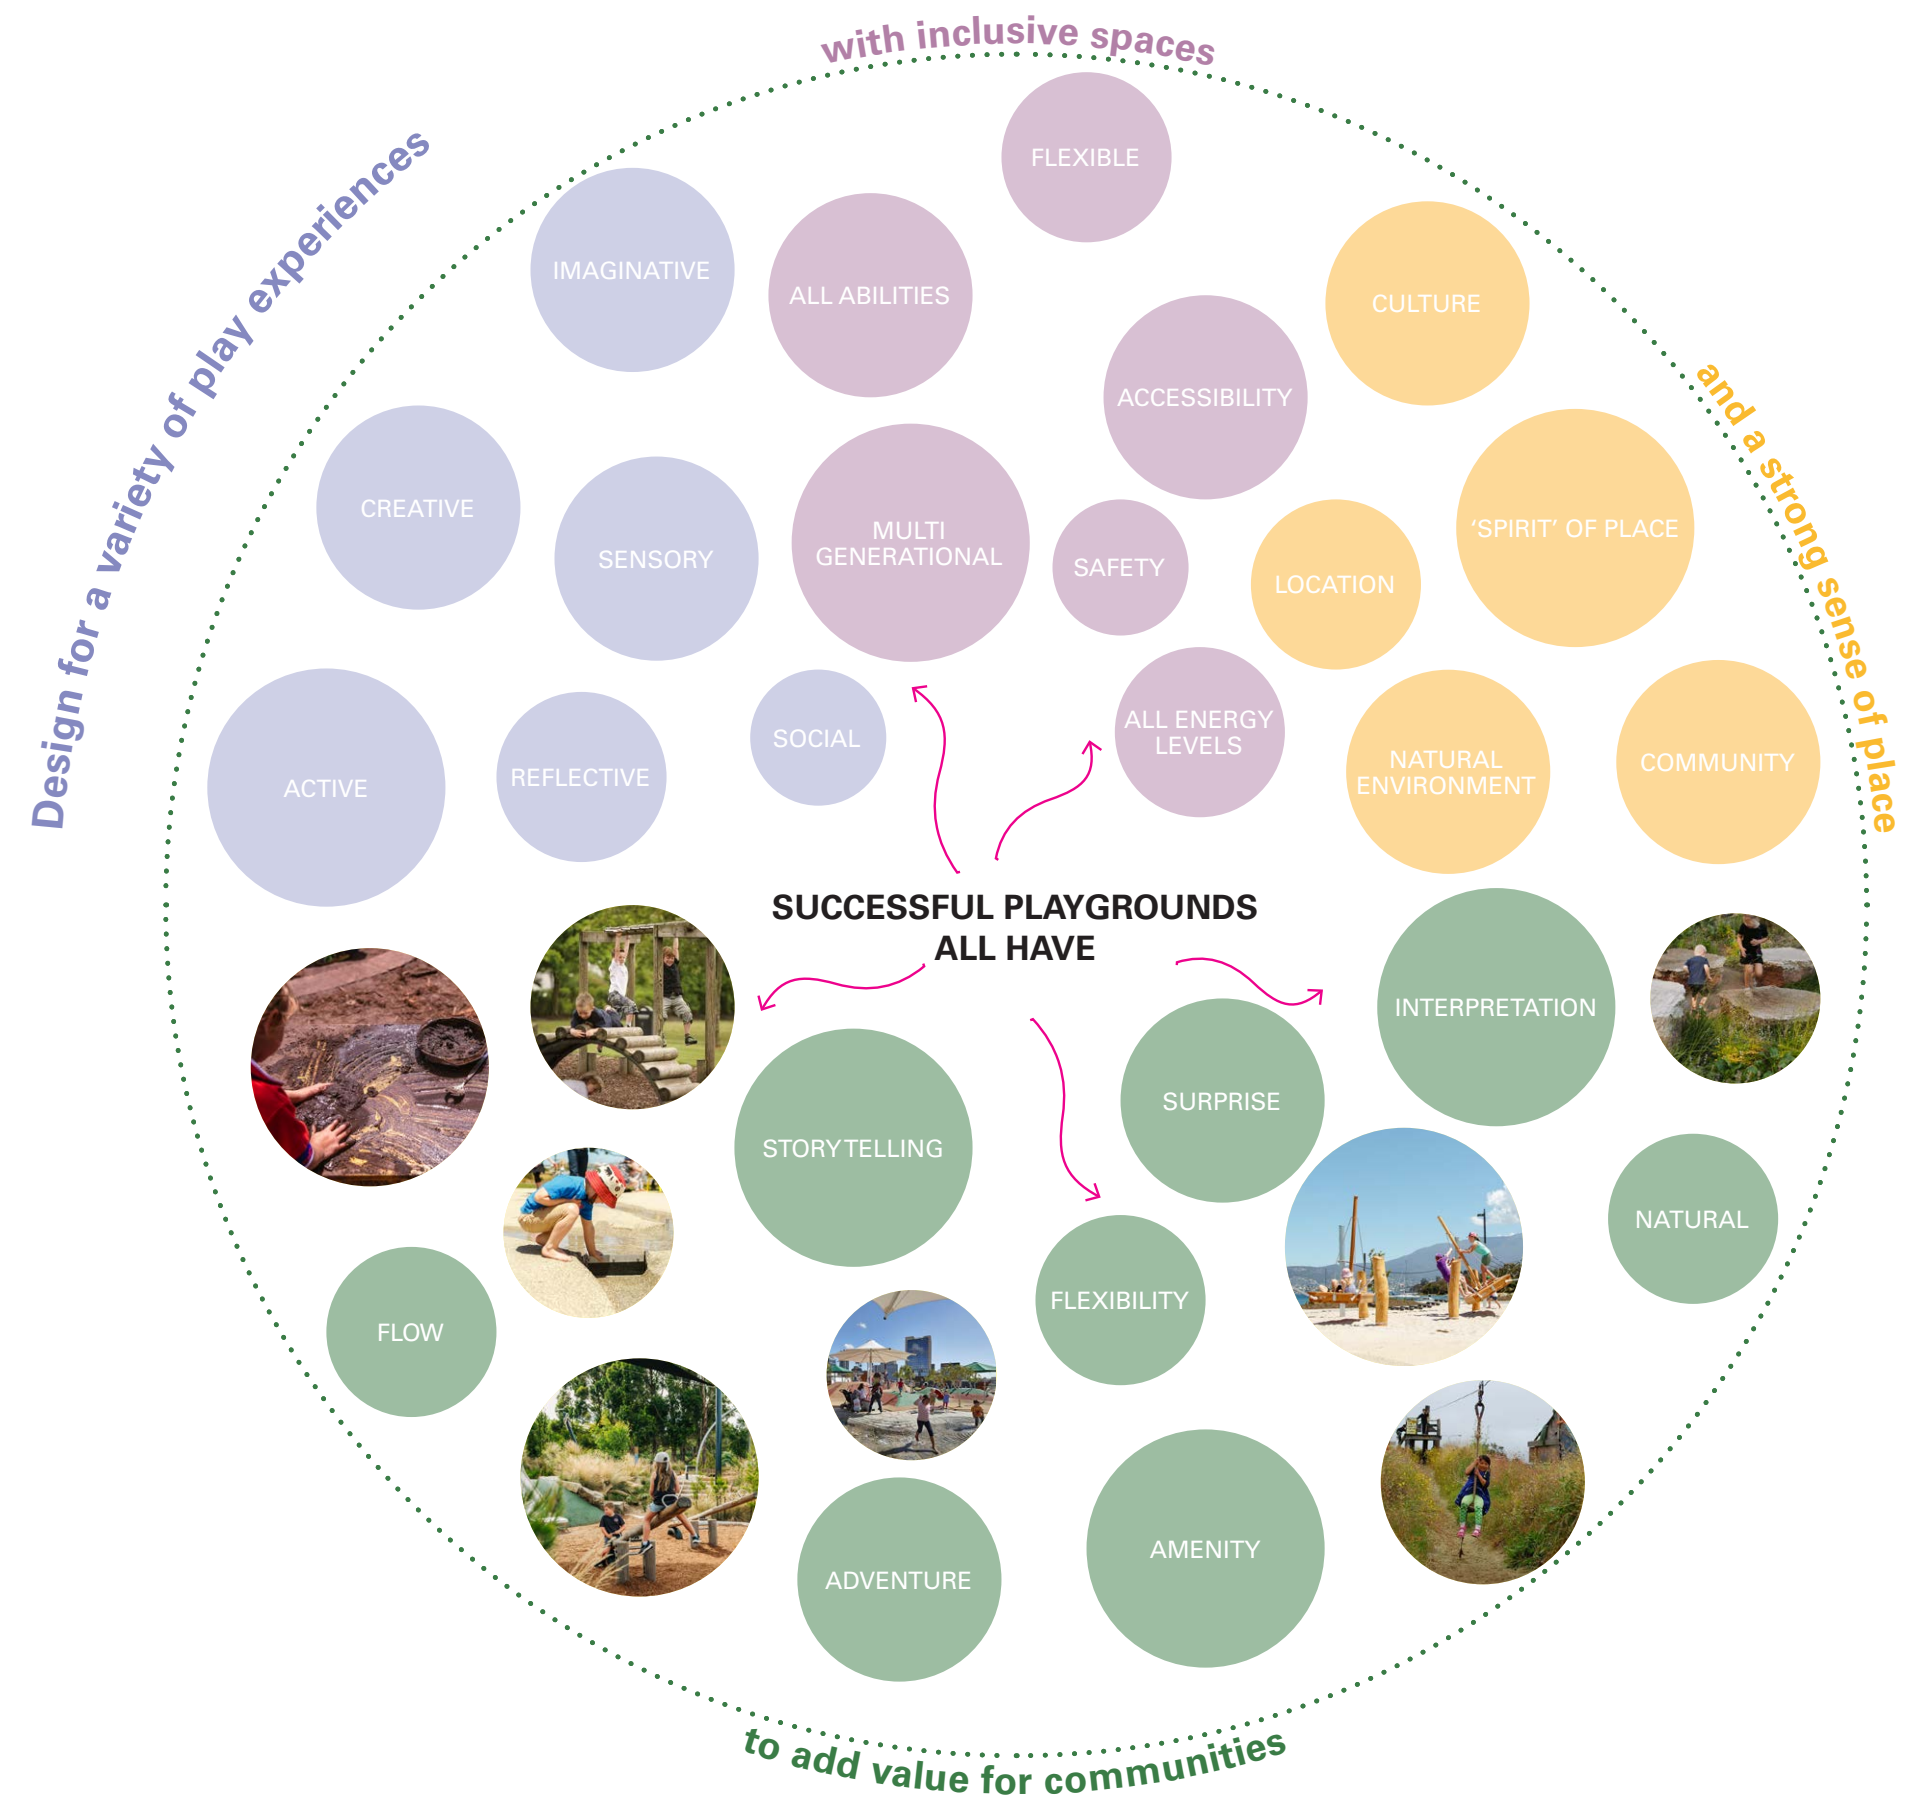 with inclusive spaces
Design for a variety of play experiences
and a strong sense of place
FLEXIBLE
IMAGINATIVE
ALL ABILITIES
CULTURE
ACCESSIBILITY
CREATIVE
SENSORY
MULTI
GENERATIONAL
SAFETY
LOCATION
‘SPIRIT’ OF PLACE
ACTIVE
REFLECTIVE
SOCIAL
ALL ENERGY
LEVELS
NATURAL
ENVIRONMENT
COMMUNITY
SUCCESSFUL PLAYGROUNDS
ALL HAVE
INTERPRETATION
SURPRISE
STORYTELLING
NATURAL
FLEXIBILITY
FLOW
AMENITY
ADVENTURE
to add value for communities